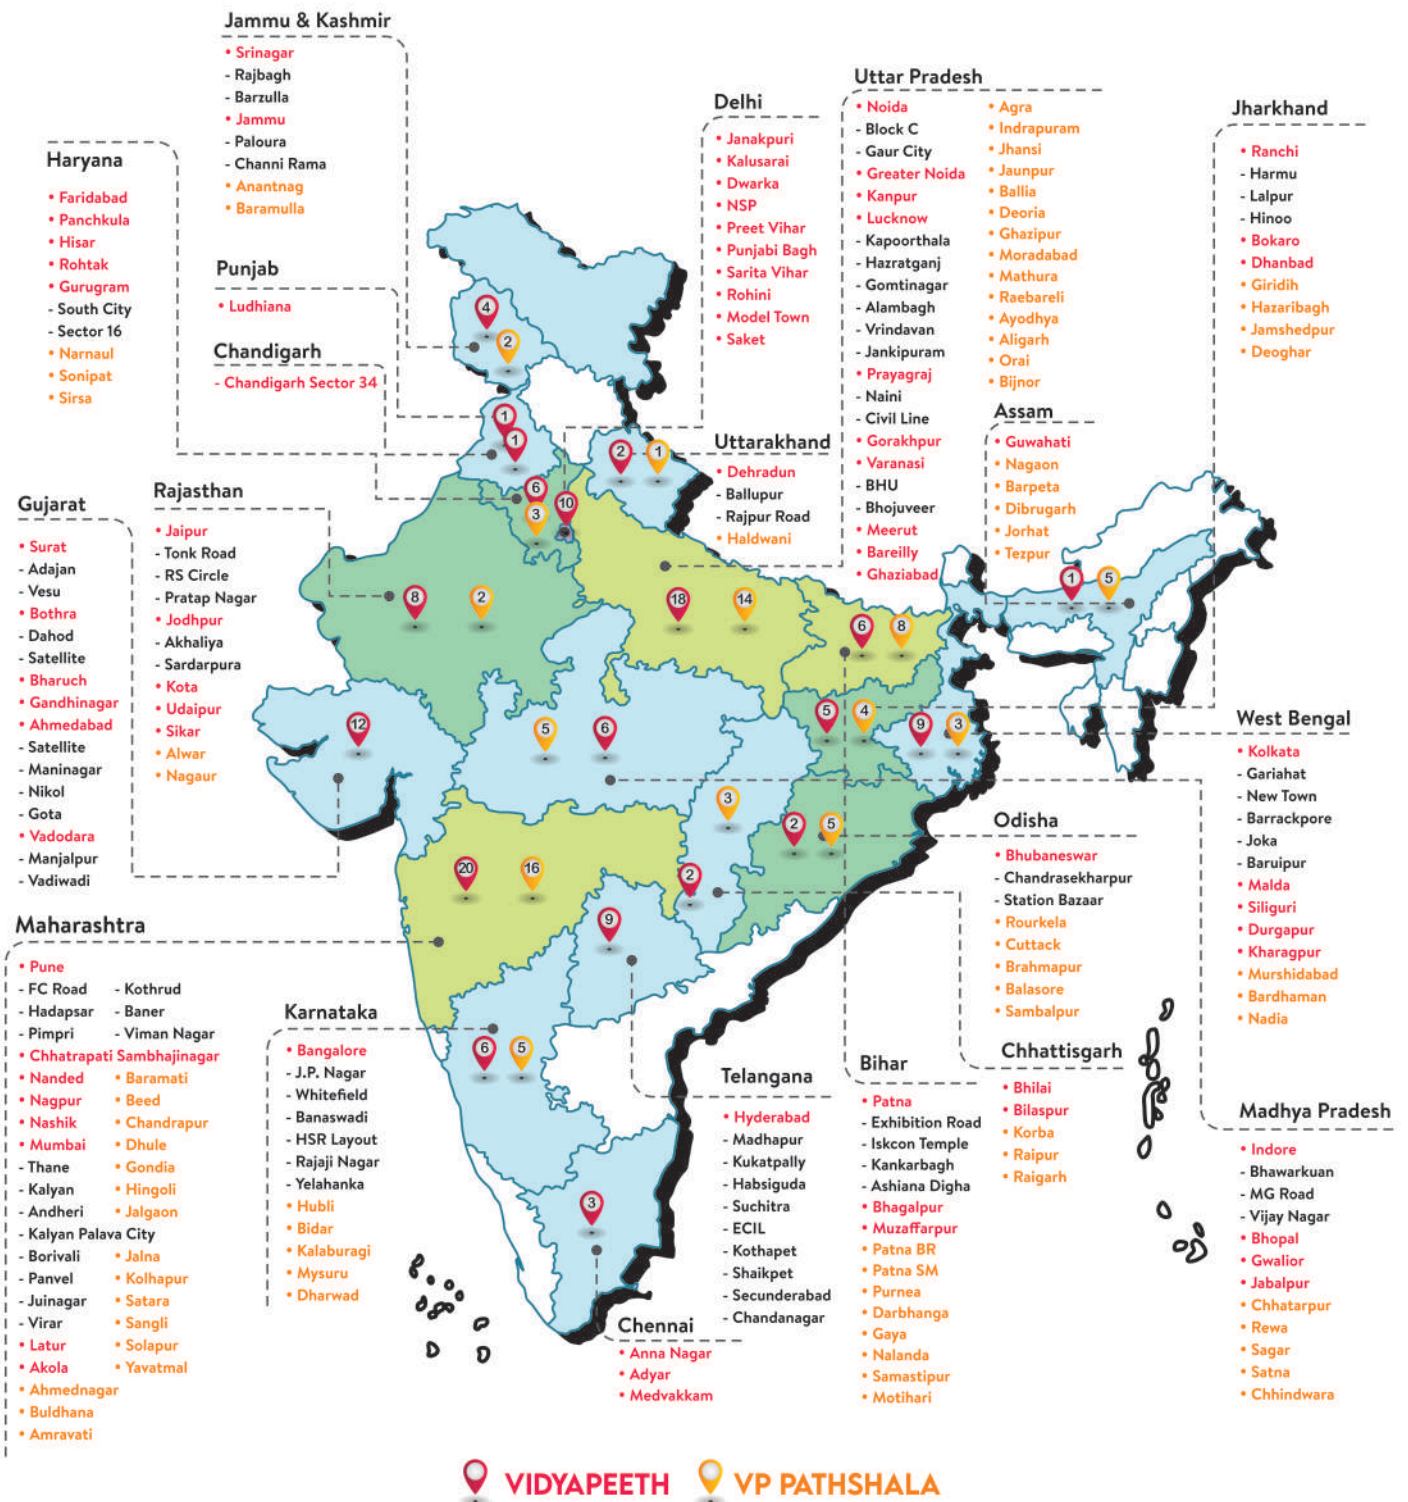 Jammu & Kashmir
• Srinagar
- Rajbagh
- Barzulla
• Jammu
- Paloura
- Channi Rama
• Anantnag
• Baramulla
Haryana
• Faridabad
• Panchkula
• Hisar
• Rohtak
• Gurugram
- South City
- Sector 16
• Narnaul
• Sonipat
• Sirsa
Punjab
• Ludhiana
Chandigarh
- Chandigarh Sector 34
Delhi
• Janakpuri
• Kalusarai
• Dwarka
• NSP
• Preet Vihar
• Punjabi Bagh
• Sarita Vihar
• Rohini
• Model Town
• Saket
Uttar Pradesh
• Noida
- Block C
- Gaur City
• Greater Noida
• Kanpur
• Lucknow
- Kapoorthala
- Hazratganj
- Gomtinagar
- Alambagh
- Vrindavan
- Jankipuram
• Prayagraj
- Naini
- Civil Line
• Gorakhpur
• Varanasi
- BHU
- Bhojuveer
• Meerut
• Bareilly
• Ghaziabad
• Agra
• Indrapuram
• Jhansi
• Jaunpur
• Ballia
• Deoria
• Ghazipur
• Moradabad
• Mathura
• Raebareli
• Ayodhya
• Aligarh
• Orai
• Bijnor
Jharkhand
• Ranchi
- Harmu
- Lalpur
- Hinoo
• Bokaro
• Dhanbad
• Giridih
• Hazaribagh
• Jamshedpur
• Deoghar
Assam
• Guwahati
• Nagaon
• Barpeta
• Dibrugarh
• Jorhat
• Tezpur
Uttarakhand
• Dehradun
- Ballupur
- Rajpur Road
• Haldwani
Gujarat
• Surat
- Adajan
- Vesu
• Bothra
- Dahod
- Satellite
• Bharuch
• Gandhinagar
• Ahmedabad
- Satellite
- Maninagar
- Nikol
- Gota
• Vadodara
- Manjalpur
- Vadiwadi
Rajasthan
• Jaipur
- Tonk Road
- RS Circle
- Pratap Nagar
• Jodhpur
- Akhaliya
- Sardarpura
• Kota
• Udaipur
• Sikar
• Alwar
• Nagaur
4
2
1
1
2
1
6
10
3
8
2
18
14
1
5
6
8
12
5
6
5
4
9
3
3
2
5
20
16
2
9
6
5
3
West Bengal
• Kolkata
- Gariahat
- New Town
- Barrackpore
- Joka
- Baruipur
• Malda
• Siliguri
• Durgapur
• Kharagpur
• Murshidabad
• Bardhaman
• Nadia
Odisha
• Bhubaneswar
- Chandrasekharpur
- Station Bazaar
• Rourkela
• Cuttack
• Brahmapur
• Balasore
• Sambalpur
Maharashtra
• Pune
- FC Road - Kothrud
- Hadapsar - Baner
- Pimpri - Viman Nagar
• Chhatrapati Sambhajinagar
• Nanded • Baramati
• Nagpur • Beed
• Nashik • Chandrapur
• Mumbai • Dhule
- Thane • Gondia
- Kalyan • Hingoli
- Andheri • Jalgaon
- Kalyan Palava City
- Borivali • Jalna
- Panvel • Kolhapur
- Juinagar • Satara
- Virar • Sangli
• Latur • Solapur
• Akola • Yavatmal
• Ahmednagar
• Buldhana
• Amravati
Karnataka
• Bangalore
- J.P. Nagar
- Whitefield
- Banaswadi
- HSR Layout
- Rajaji Nagar
- Yelahanka
• Hubli
• Bidar
• Kalaburagi
• Mysuru
• Dharwad
Telangana
• Hyderabad
- Madhapur
- Kukatpally
- Habsiguda
- Suchitra
- ECIL
- Kothapet
- Shaikpet
- Secunderabad
- Chandanagar
Chennai
• Anna Nagar
• Adyar
• Medvakkam
Bihar
• Patna
- Exhibition Road
- Iskcon Temple
- Kankarbagh
- Ashiana Digha
• Bhagalpur
• Muzaffarpur
• Patna BR
• Patna SM
• Purnea
• Darbhanga
• Gaya
• Nalanda
• Samastipur
• Motihari
Chhattisgarh
• Bhilai
• Bilaspur
• Korba
• Raipur
• Raigarh
Madhya Pradesh
• Indore
- Bhawarkuan
- MG Road
- Vijay Nagar
• Bhopal
• Gwalior
• Jabalpur
• Chhatarpur
• Rewa
• Sagar
• Satna
• Chhindwara
VIDYAPEETH
VP PATHSHALA